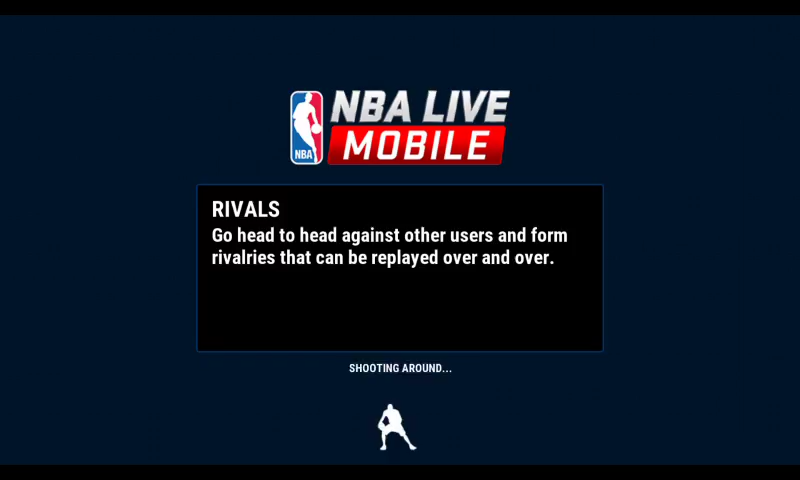 NBA LIVE
NBA
MOBILE
RIVALS
Go head to head against other users and form
rivalries that can be replayed over and over.
SHOOTING AROUND...